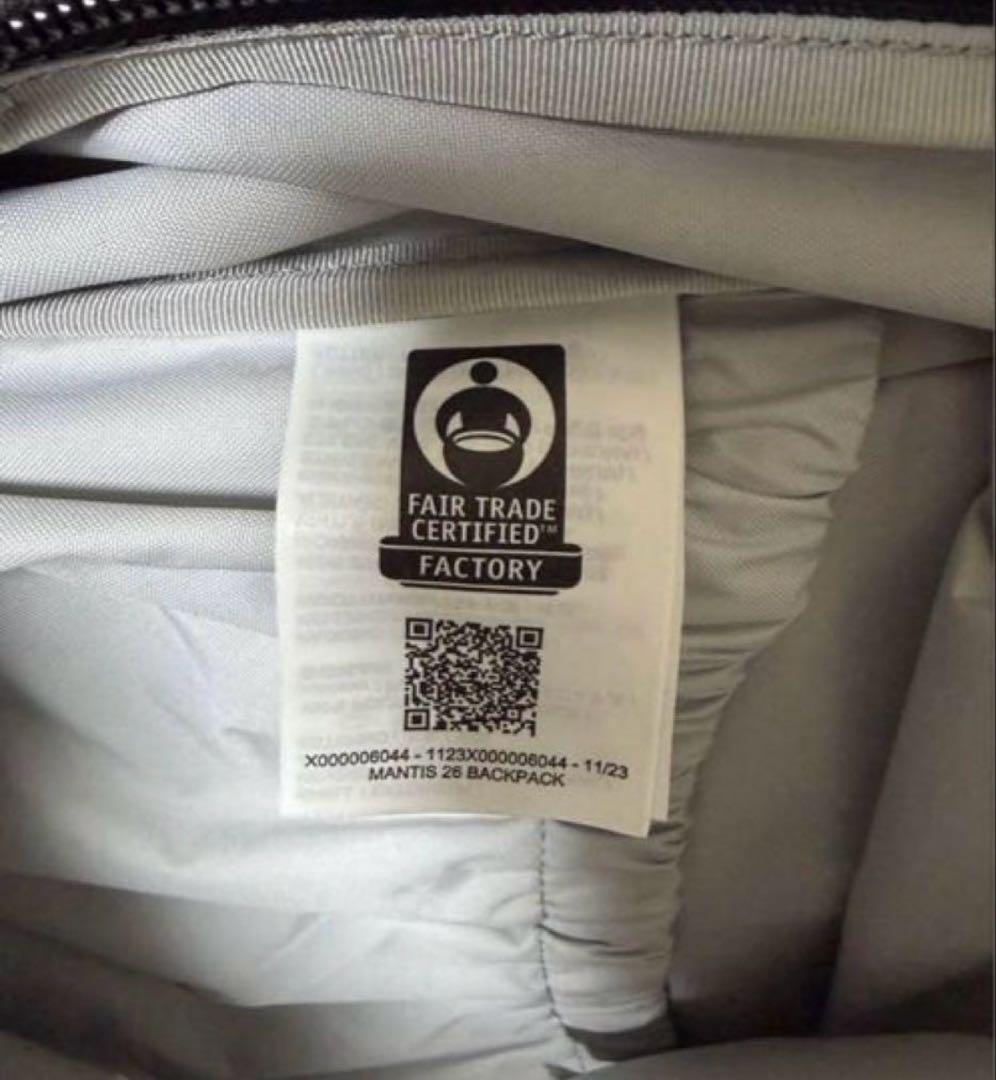 FAIR TRADE
CERTIFIED™
FACTORY
X000006044 - 1123X000006044 - 11/23
MANTIS 26 BACKPACK